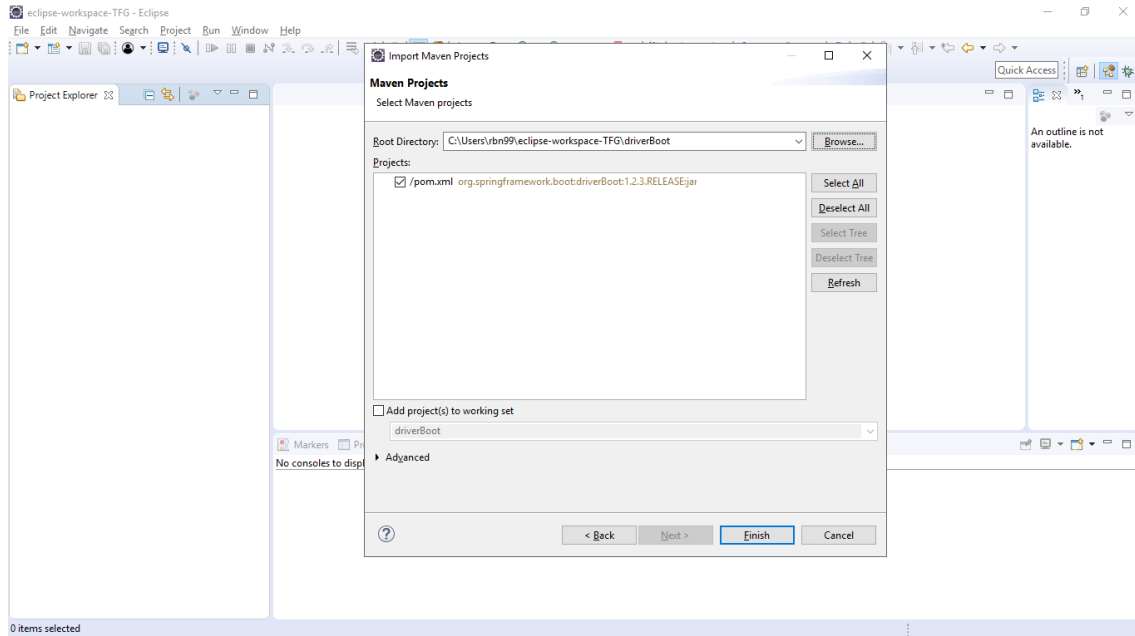 eclipse-workspace-TFG - Eclipse
File Edit Navigate Search Project Run Window Help
Quick Access
Project Explorer
An outline is not
available.
Import Maven Projects
Maven Projects
Select Maven projects
Root Directory: C:\Users\rbn99\eclipse-workspace-TFG\driverBoot Browse...
Projects:
/pom.xml org.springframework.boot:driverBoot:1.2.3.RELEASE:jar
Select All
Deselect All
Select Tree
Deselect Tree
Refresh
Add project(s) to working set
driverBoot
Advanced
Markers Pr
No consoles to displ
< Back Next > Finish Cancel
0 items selected